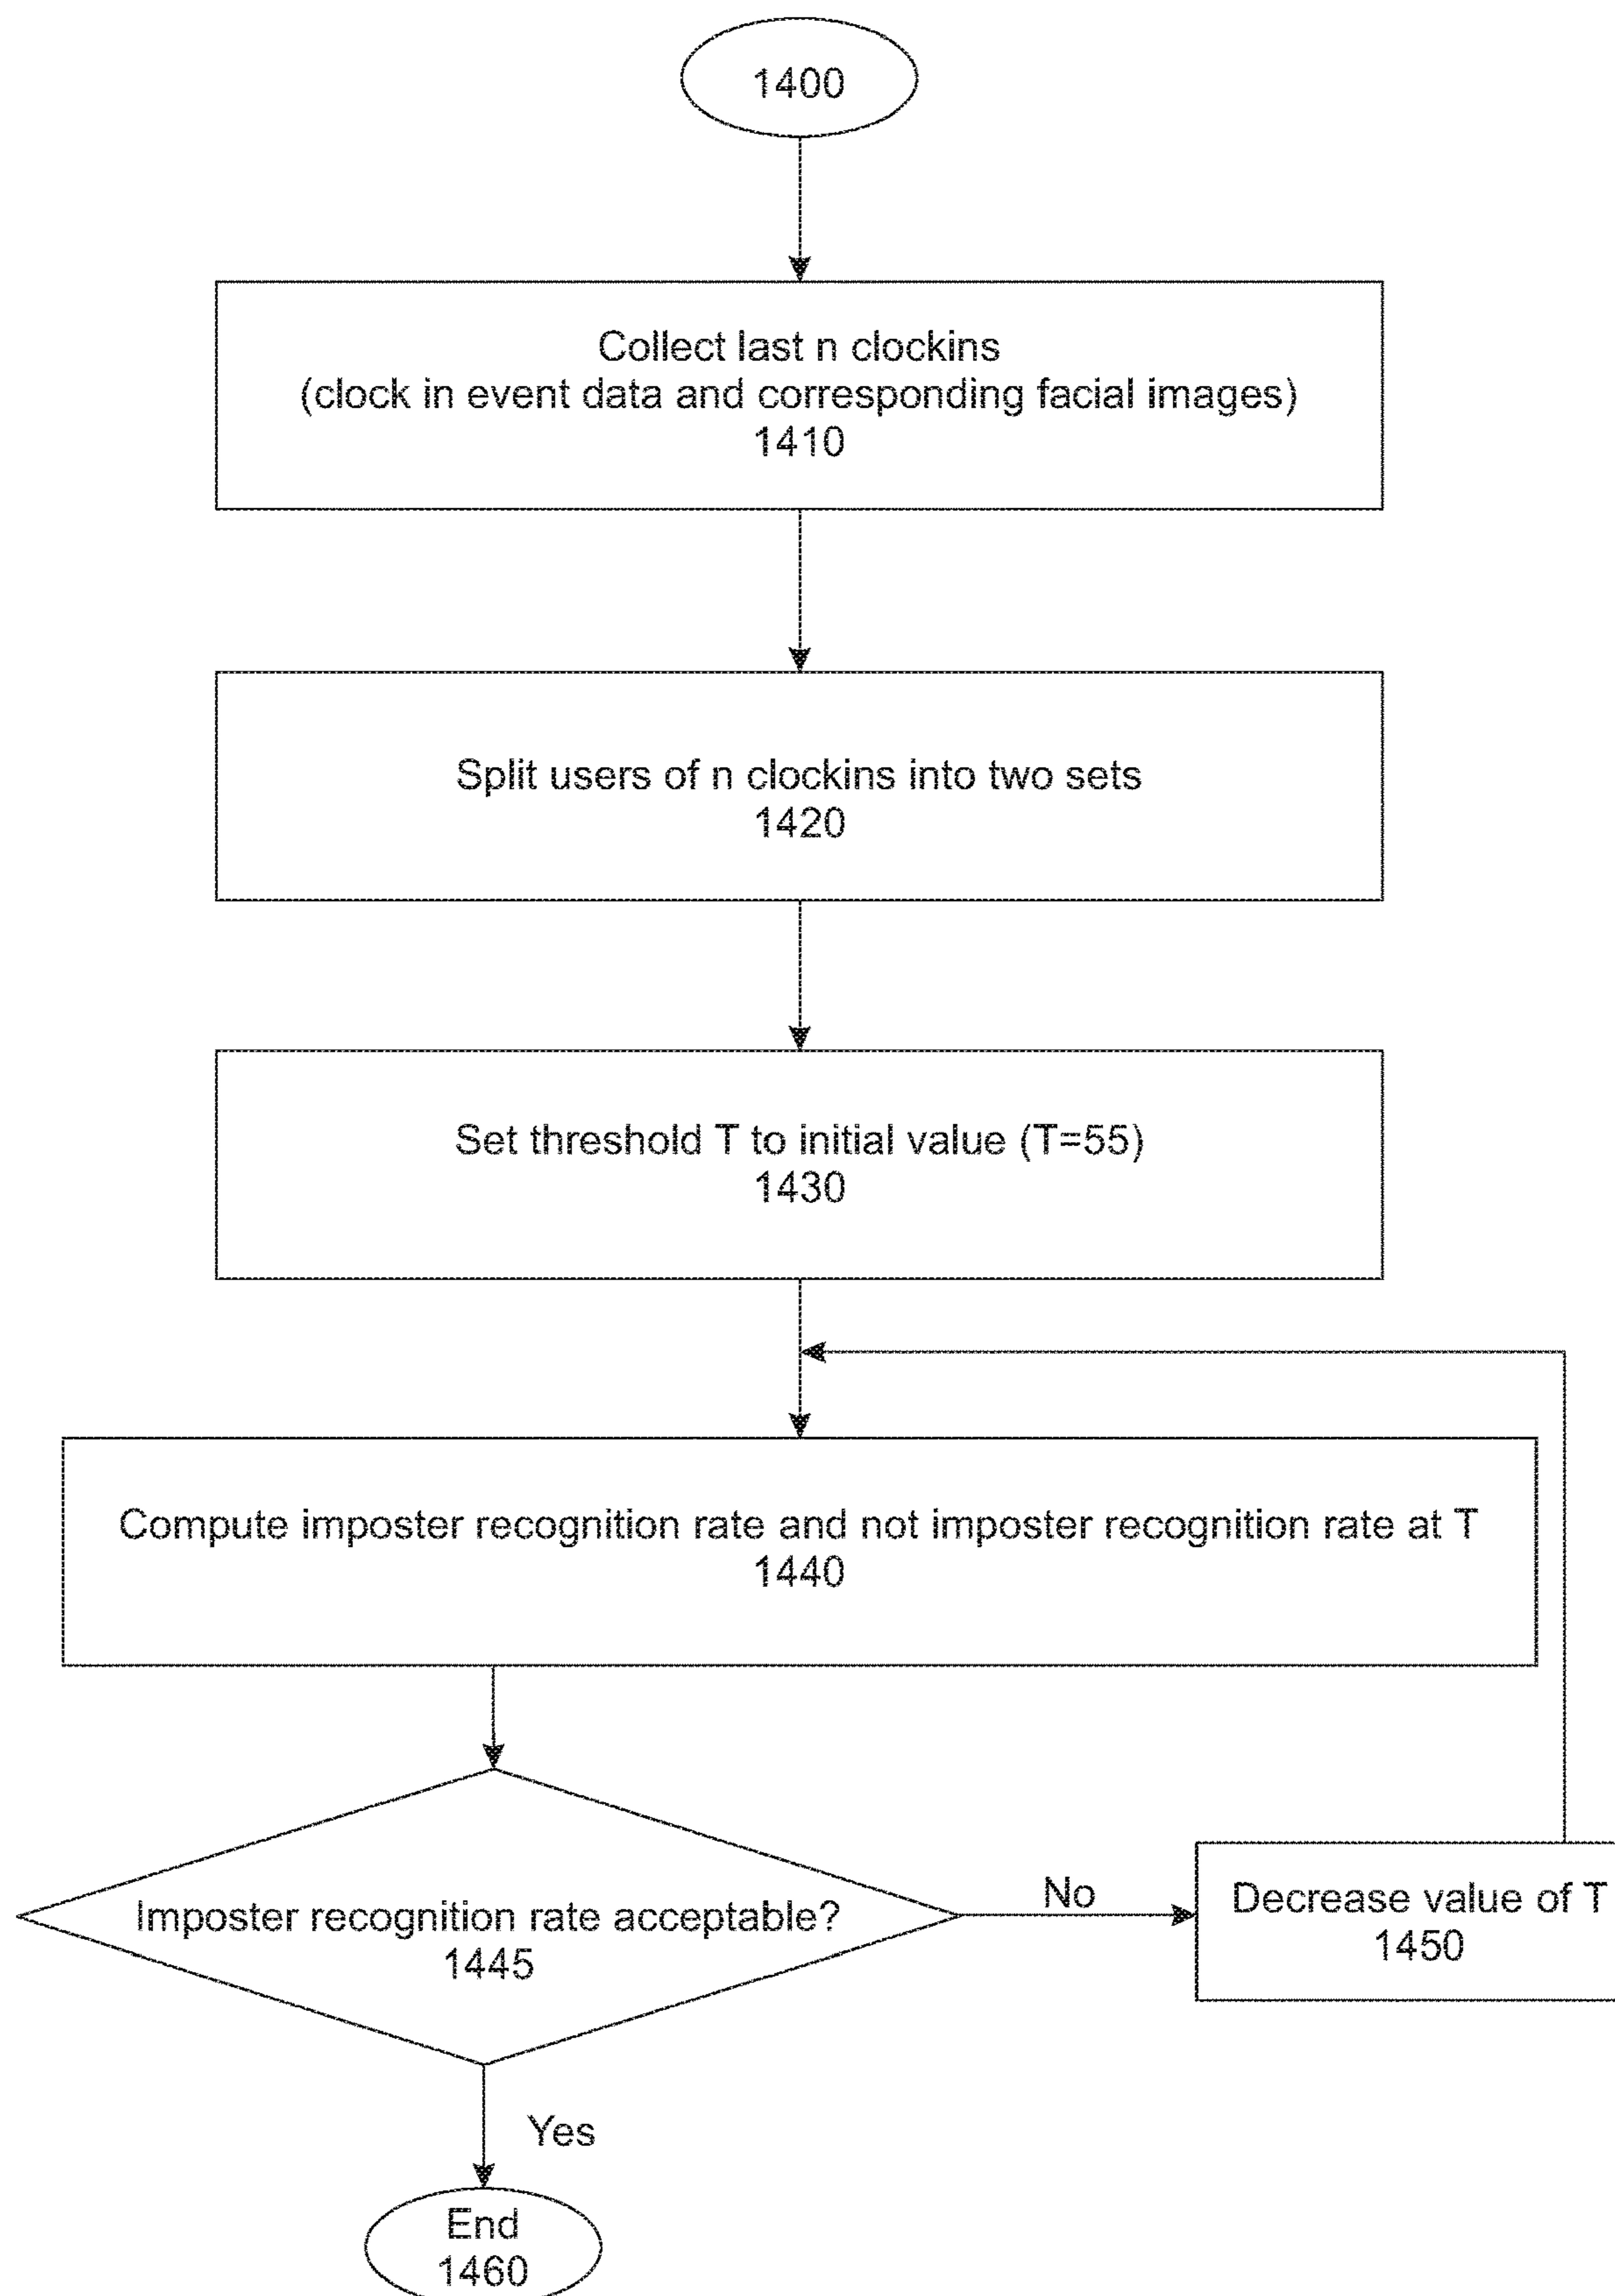 1400
Collect last n clockins
(clock in event data and corresponding facial images)
1410
Split users of n clockins into two sets
1420
Set threshold T to initial value (T=55)
1430
Compute imposter recognition rate and not imposter recognition rate at T
1440
Imposter recognition rate acceptable?
1445
No
Decrease value of T
1450
Yes
End
1460